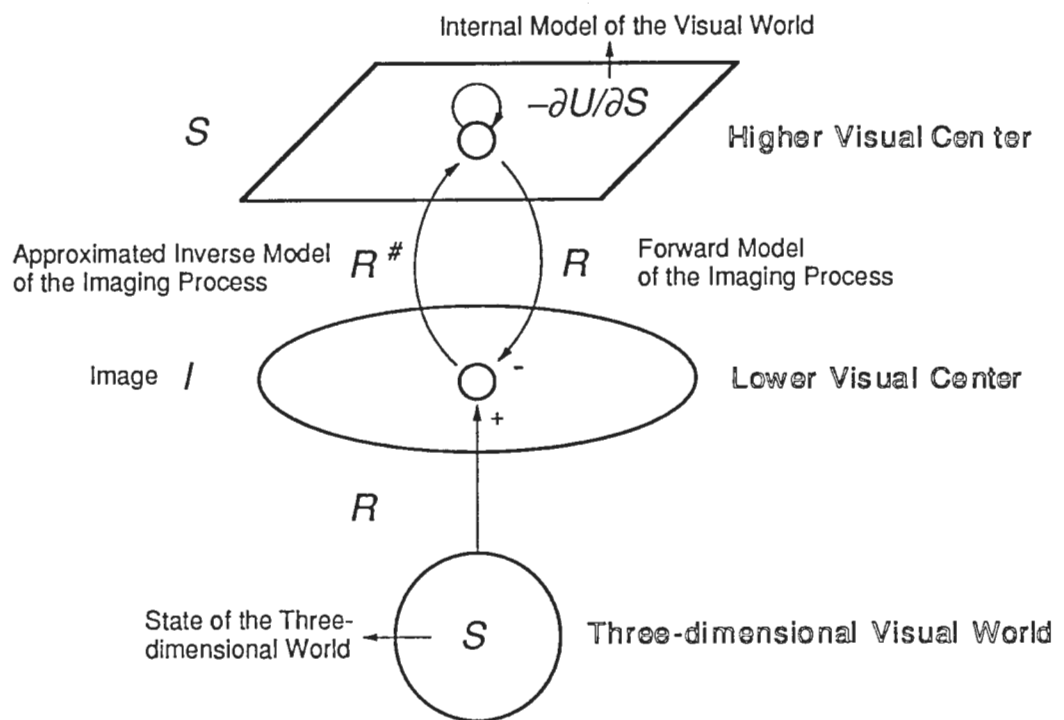 Internal Model of the Visual World
–∂U/∂S
S
Higher Visual Center
Approximated Inverse Model
of the Imaging Process
R #
R
Forward Model
of the Imaging Process
-
Image I
Lower Visual Center
+
R
State of the Three-
dimensional World
S
Three-dimensional Visual World